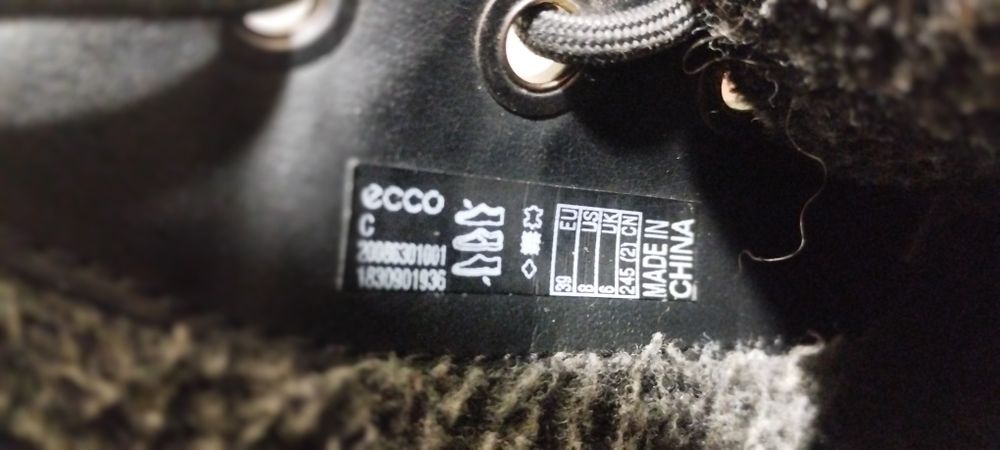 ecco
C
20086301001
1830901936
39 EU
8 US
6 UK
245 (2) CN
MADE IN
CHINA